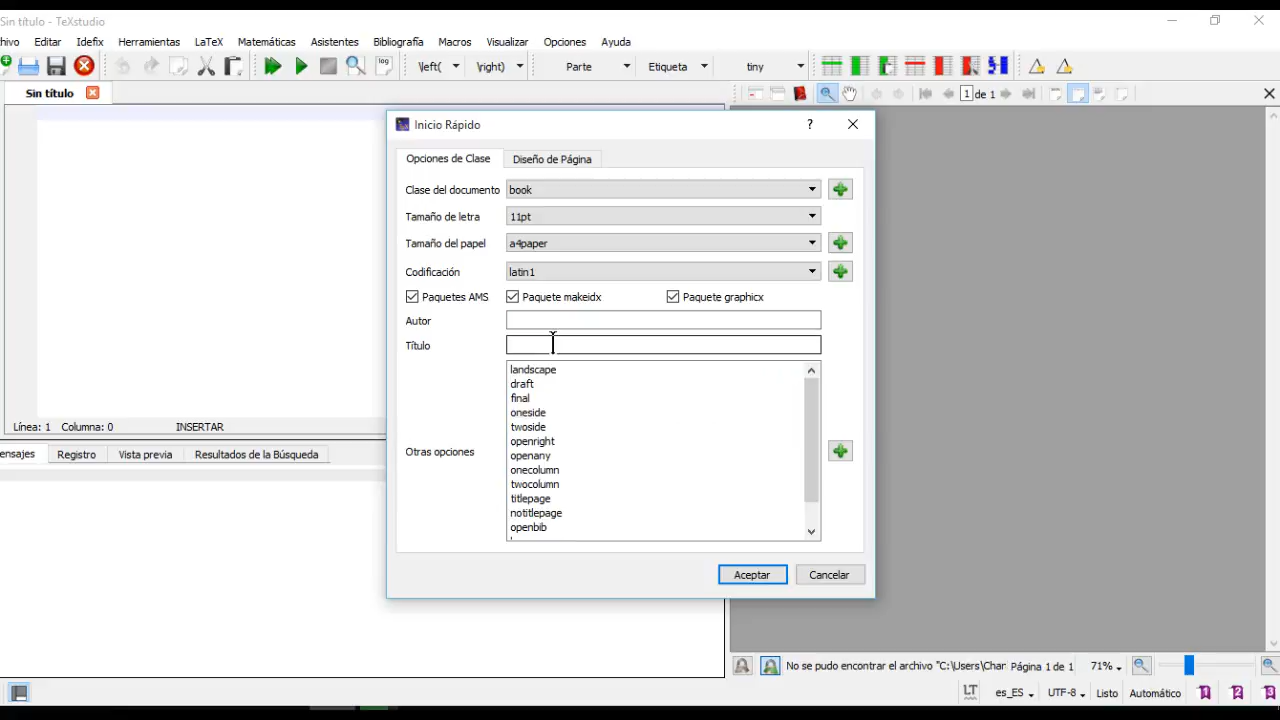 Sin título - TeXstudio
hivo Editar Idefix Herramientas LaTeX Matemáticas Asistentes Bibliografía Macros Visualizar Opciones Ayuda
log \left( \right) Parte Etiqueta tiny
Sin título
1 de 1
Inicio Rápido ?
Opciones de Clase Diseño de Página
Clase del documento book
Tamaño de letra 11pt
Tamaño del papel a4paper
Codificación latin1
Paquetes AMS Paquete makeidx Paquete graphicx
Autor
Título
landscape
draft
final
oneside
twoside
openright
openany
onecolumn
twocolumn
titlepage
notitlepage
openbib
Otras opciones
Aceptar Cancelar
Línea: 1 Columna: 0 INSERTAR
ensajes Registro Vista previa Resultados de la Búsqueda
No se pudo encontrar el archivo "C:\Users\Char Página 1 de 1 71%
LT es_ES UTF-8 Listo Automático 1 2 3